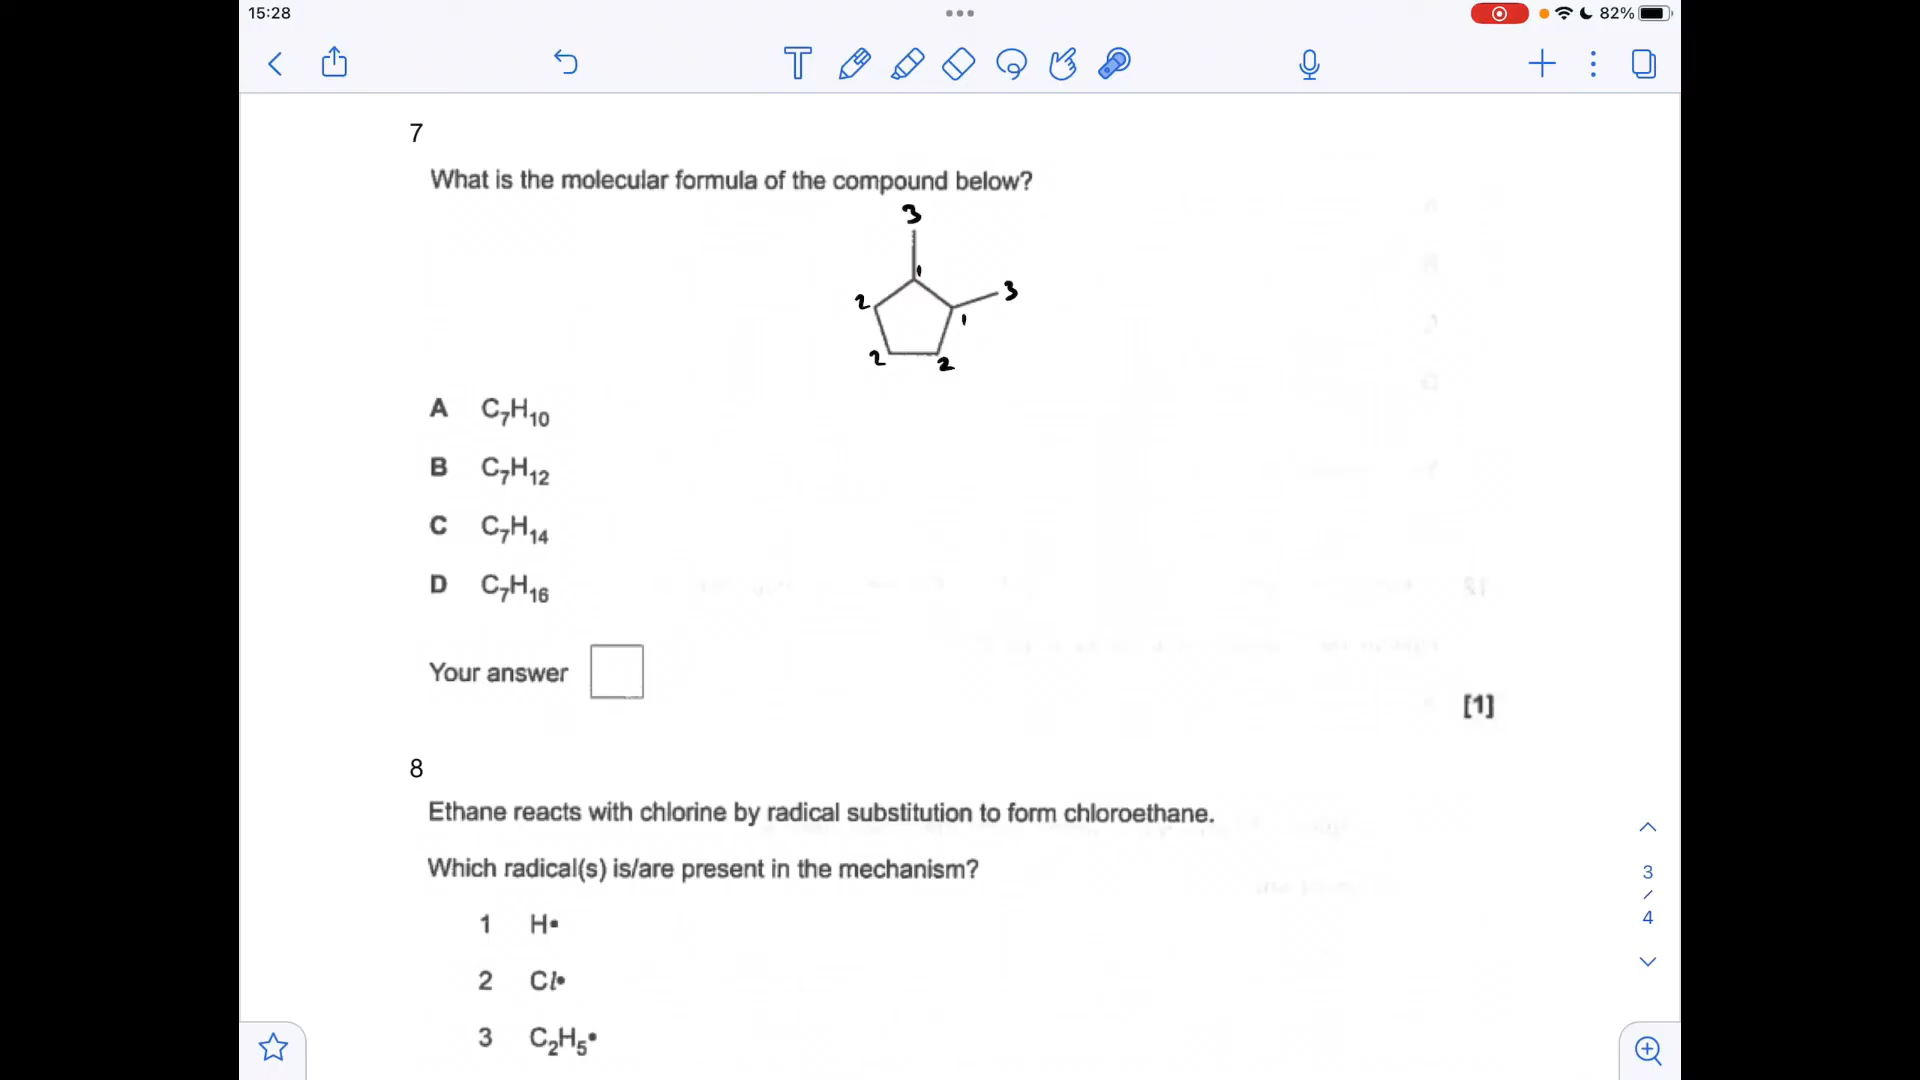 15:28
82%
7
What is the molecular formula of the compound below?
3
1
2
3
1
2
2
A C₇H₁₀
B C₇H₁₂
C C₇H₁₄
D C₇H₁₆
Your answer
[1]
8
Ethane reacts with chlorine by radical substitution to form chloroethane.
Which radical(s) is/are present in the mechanism?
1 H•
2 Cl•
3 C₂H₅•
3
/
4